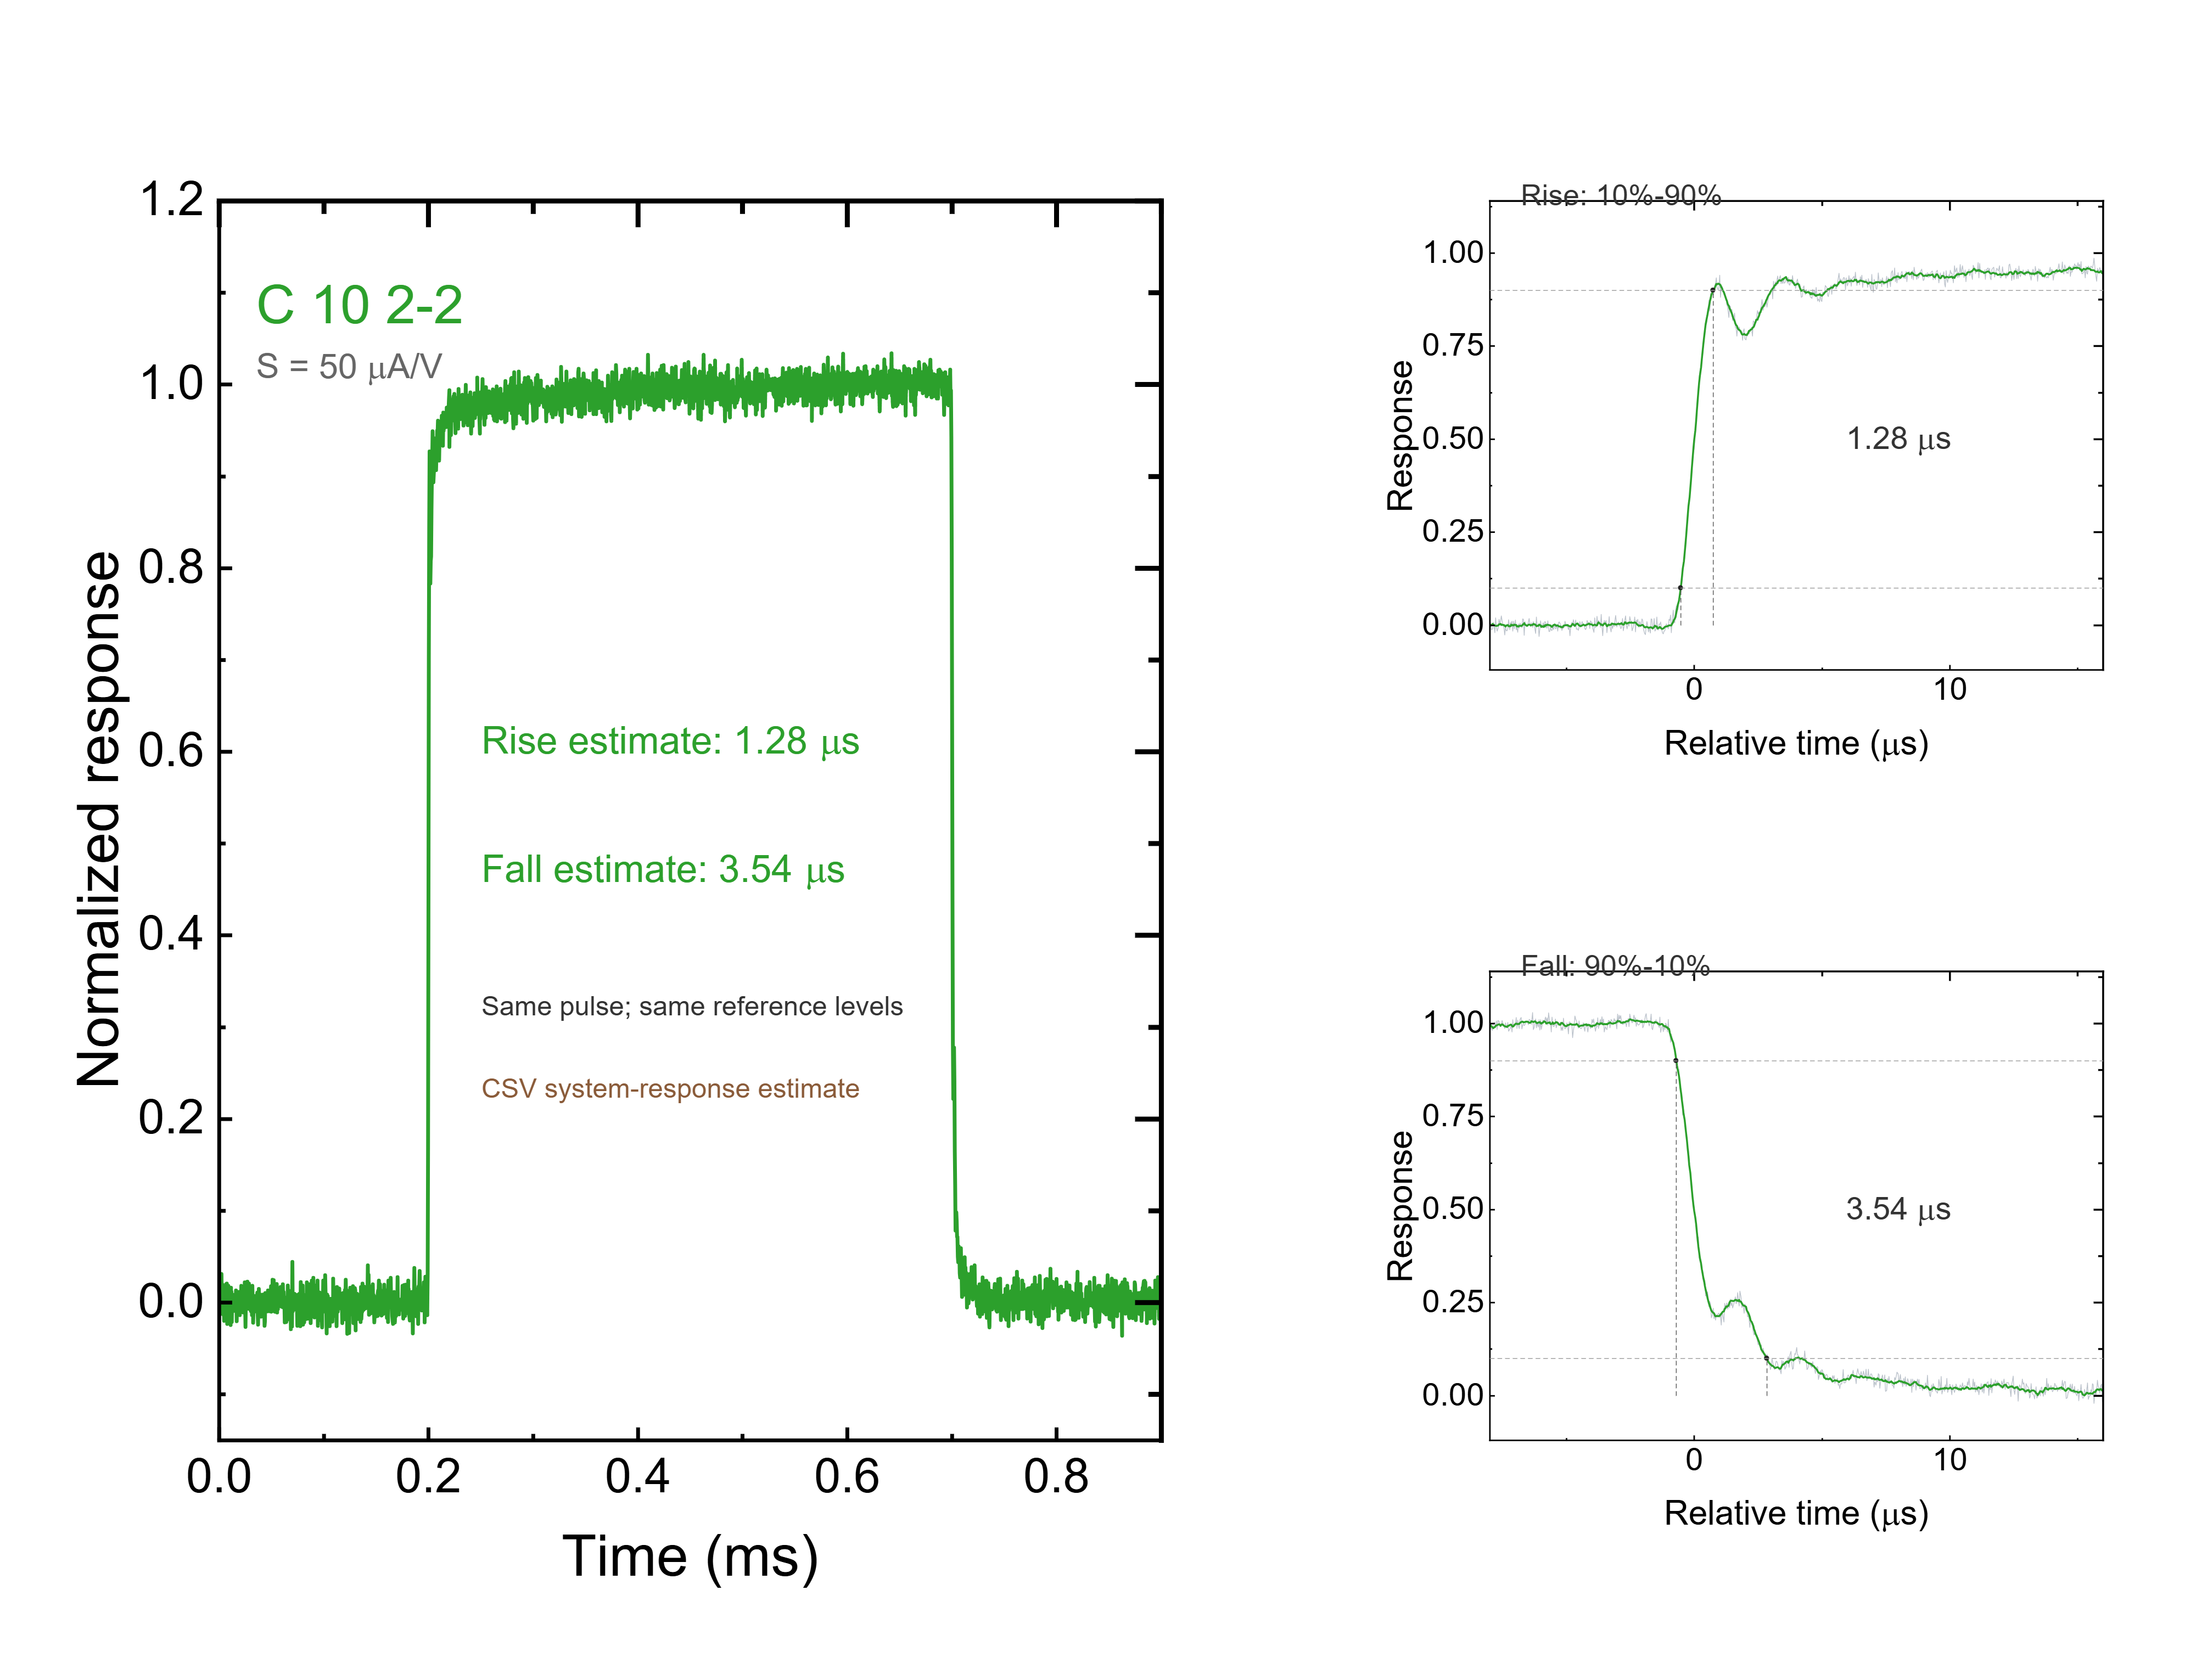 C 10 2-2
S = 50 μA/V
Rise estimate: 1.28 μs
Fall estimate: 3.54 μs
Same pulse; same reference levels
CSV system-response estimate
Normalized response
1.2
1.0
0.8
0.6
0.4
0.2
0.0
0.0 0.2 0.4 0.6 0.8
Time (ms)
Rise: 10%-90%
Response
1.00
0.75
0.50
0.25
0.00
1.28 μs
0 10
Relative time (μs)
Fall: 90%-10%
Response
1.00
0.75
0.50
0.25
0.00
3.54 μs
0 10
Relative time (μs)